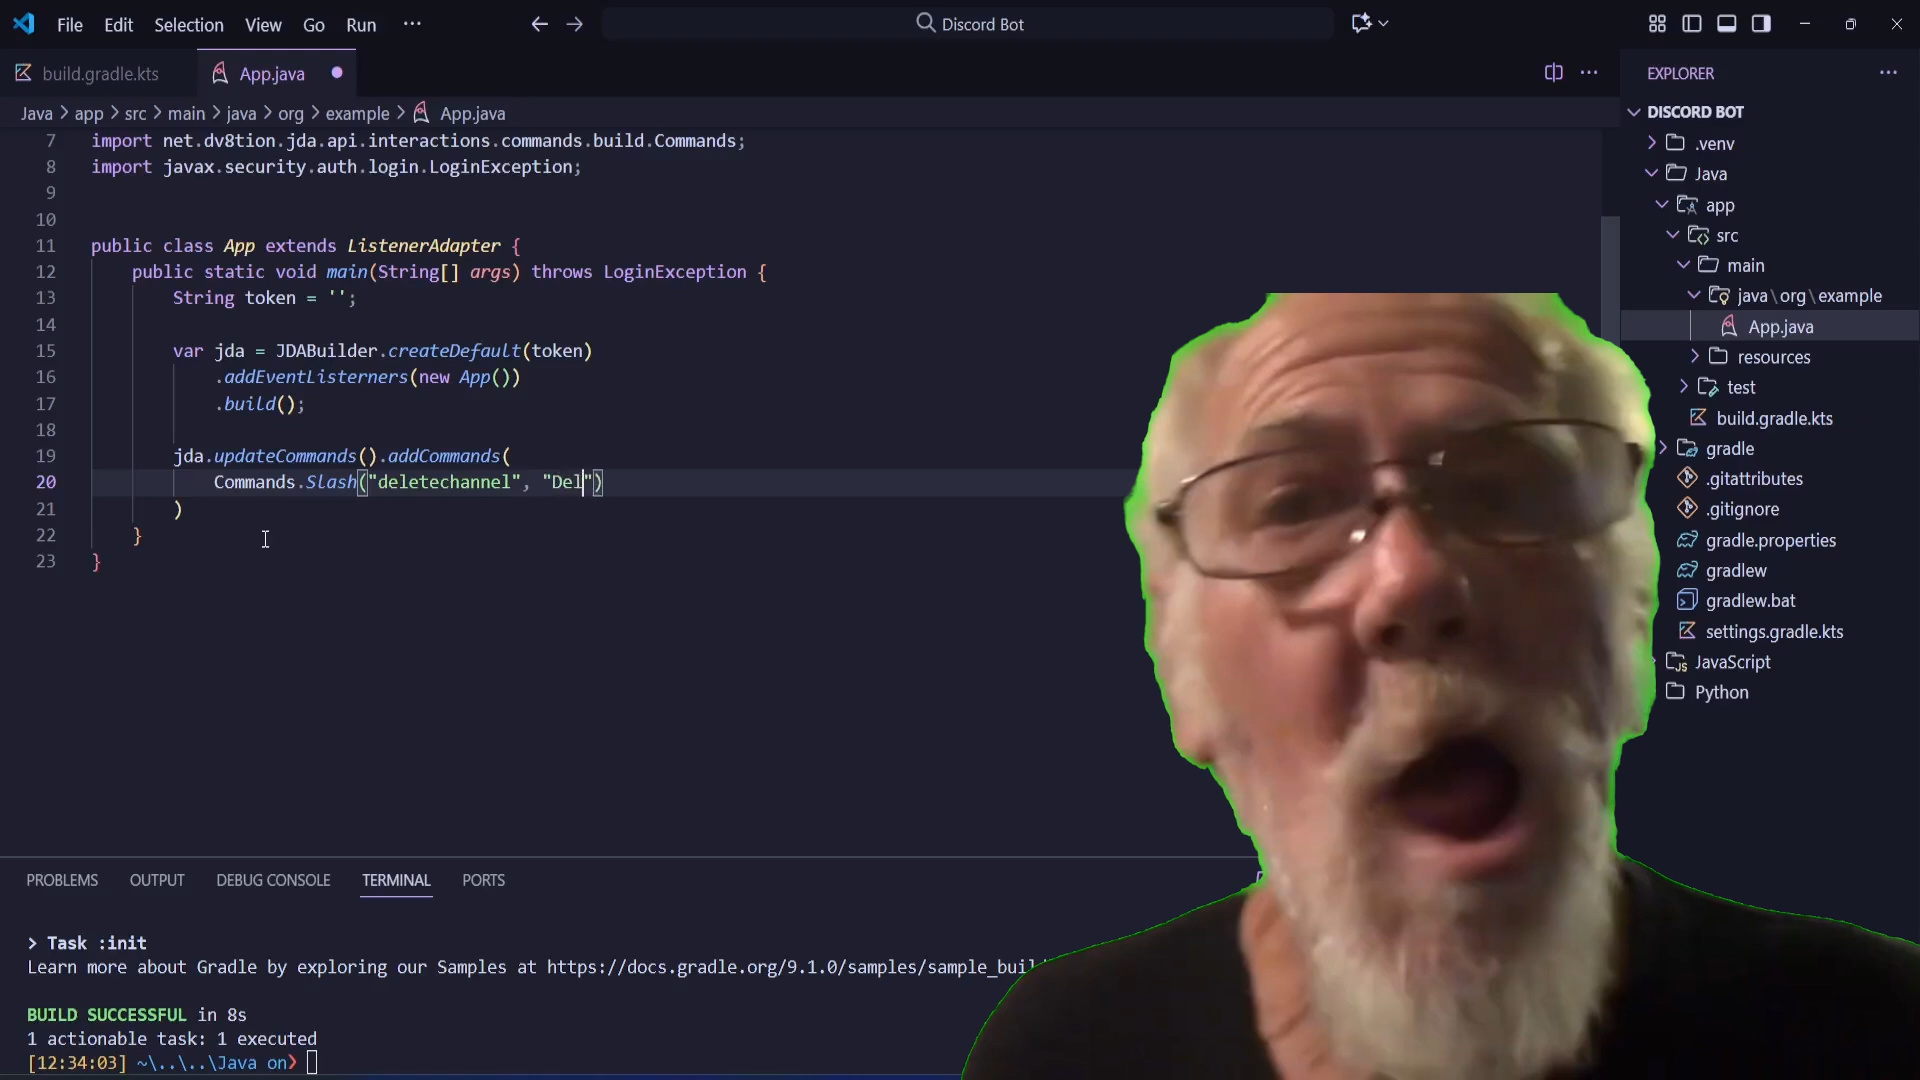 File Edit Selection View Go Run ··· Discord Bot
build.gradle.kts App.java EXPLORER
Java > app > src > main > java > org > example > App.java
DISCORD BOT
.venv
Java
app
src
main
java\org\example
App.java
resources
test
build.gradle.kts
gradle
.gitattributes
.gitignore
gradle.properties
gradlew
gradlew.bat
settings.gradle.kts
JavaScript
Python
7 import net.dv8tion.jda.api.interactions.commands.build.Commands;
8 import javax.security.auth.login.LoginException;
9
10
11 public class App extends ListenerAdapter {
12 public static void main(String[] args) throws LoginException {
13 String token = '';
14
15 var jda = JDABuilder.createDefault(token)
16 .addEventListerners(new App())
17 .build();
18
19 jda.updateCommands().addCommands(
20 Commands.Slash("deletechannel", "Del")
21 )
22 }
23 }
PROBLEMS OUTPUT DEBUG CONSOLE TERMINAL PORTS
> Task :init
Learn more about Gradle by exploring our Samples at https://docs.gradle.org/9.1.0/samples/sample_buil
BUILD SUCCESSFUL in 8s
1 actionable task: 1 executed
[12:34:03] ~\..\..\Java on❯